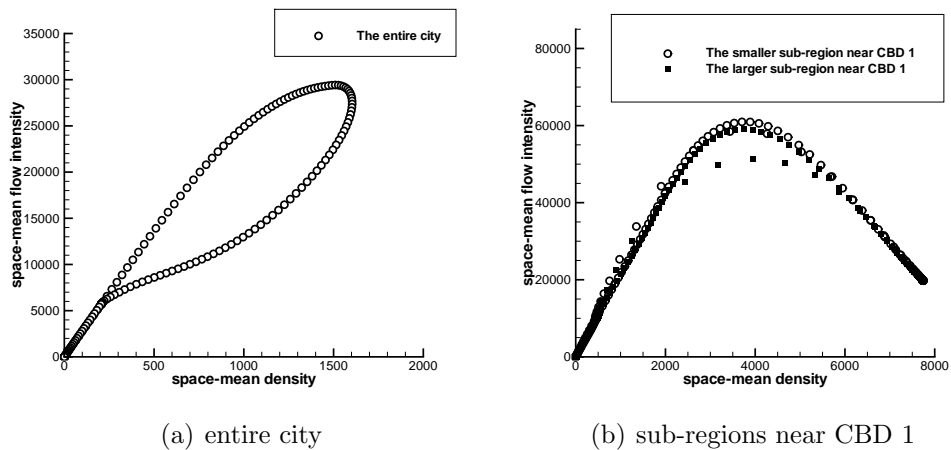 The entire city
35000
30000
25000
20000
15000
10000
5000
0
space-mean flow intensity
0 500 1000 1500 2000
space-mean density
(a) entire city
The smaller sub-region near CBD 1
The larger sub-region near CBD 1
80000
60000
40000
20000
0
space-mean flow intensity
0 2000 4000 6000 8000
space-mean density
(b) sub-regions near CBD 1